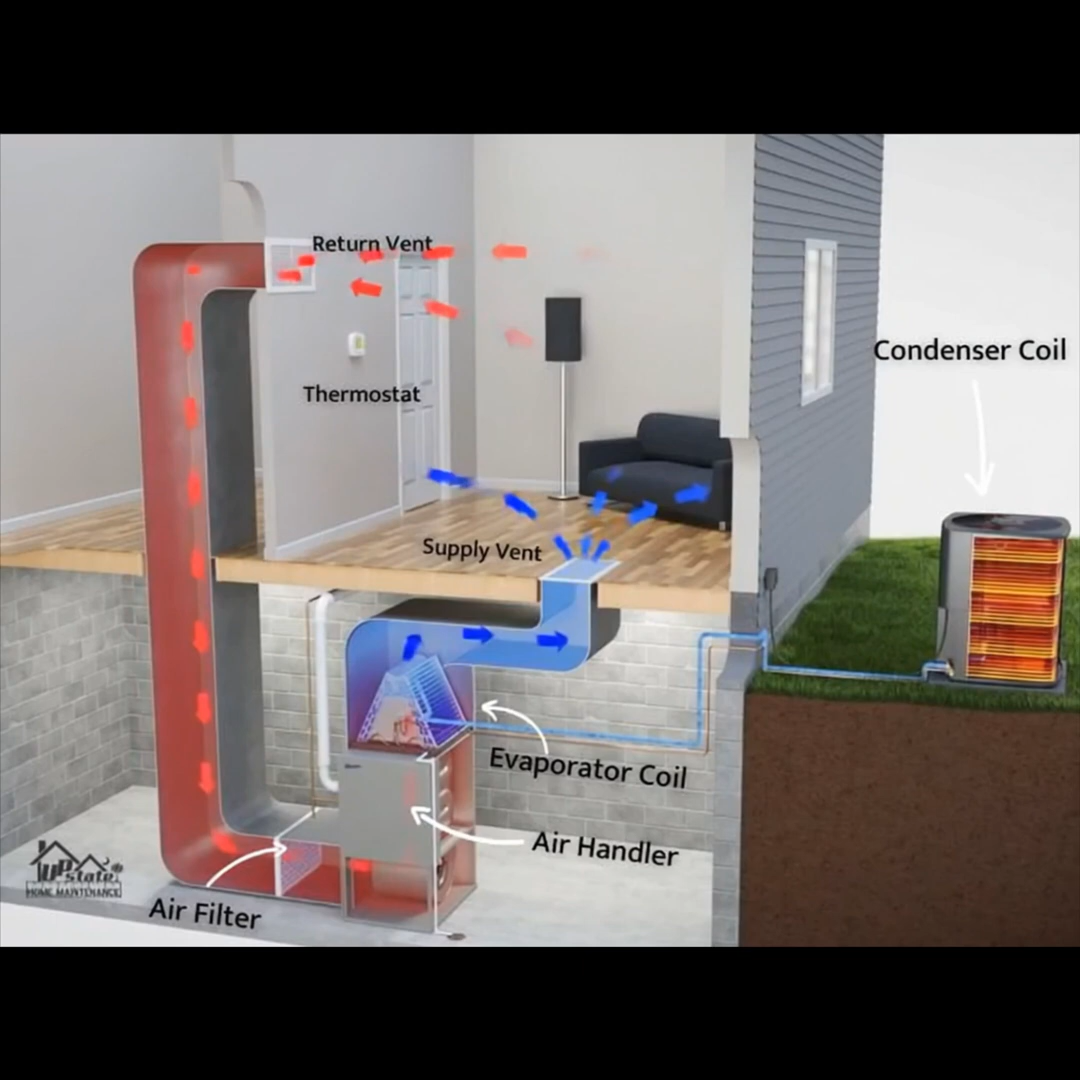 Return Vent
Condenser Coil
Thermostat
Supply Vent
Evaporator Coil
Air Handler
UPstate
HOME MAINTENANCE
Air Filter